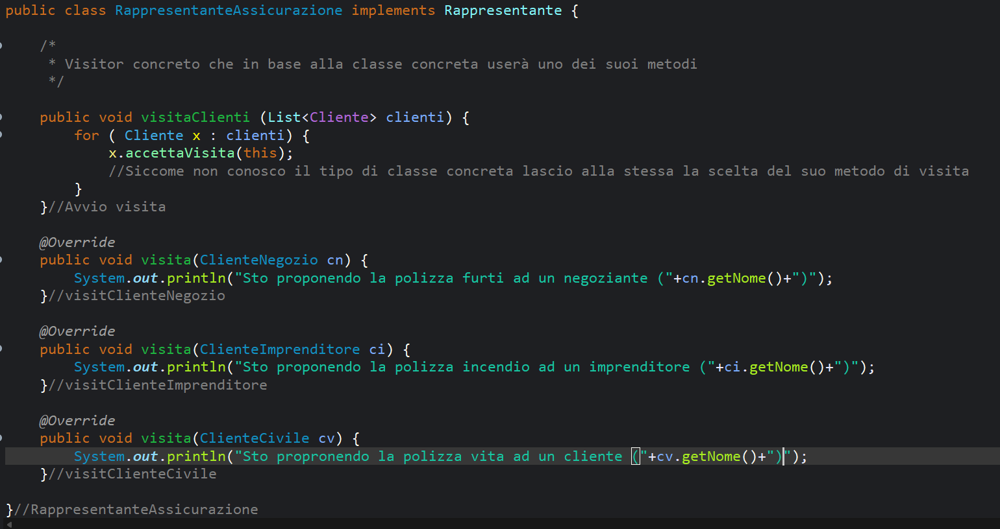 public class RappresentanteAssicurazione implements Rappresentante {
/*
* Visitor concreto che in base alla classe concreta userà uno dei suoi metodi
*/
public void visitaClienti (List<Cliente> clienti) {
for ( Cliente x : clienti) {
x.accettaVisita(this);
//Siccome non conosco il tipo di classe concreta lascio alla stessa la scelta del suo metodo di visita
}
}//Avvio visita
@Override
public void visita(ClienteNegozio cn) {
System.out.println("Sto proponendo la polizza furti ad un negoziante ("+cn.getNome()+")");
}//visitClienteNegozio
@Override
public void visita(ClienteImprenditore ci) {
System.out.println("Sto proponendo la polizza incendio ad un imprenditore ("+ci.getNome()+")");
}//visitClienteImprenditore
@Override
public void visita(ClienteCivile cv) {
System.out.println("Sto propronendo la polizza vita ad un cliente ("+cv.getNome()+")");
}//visitClienteCivile
}//RappresentanteAssicurazione